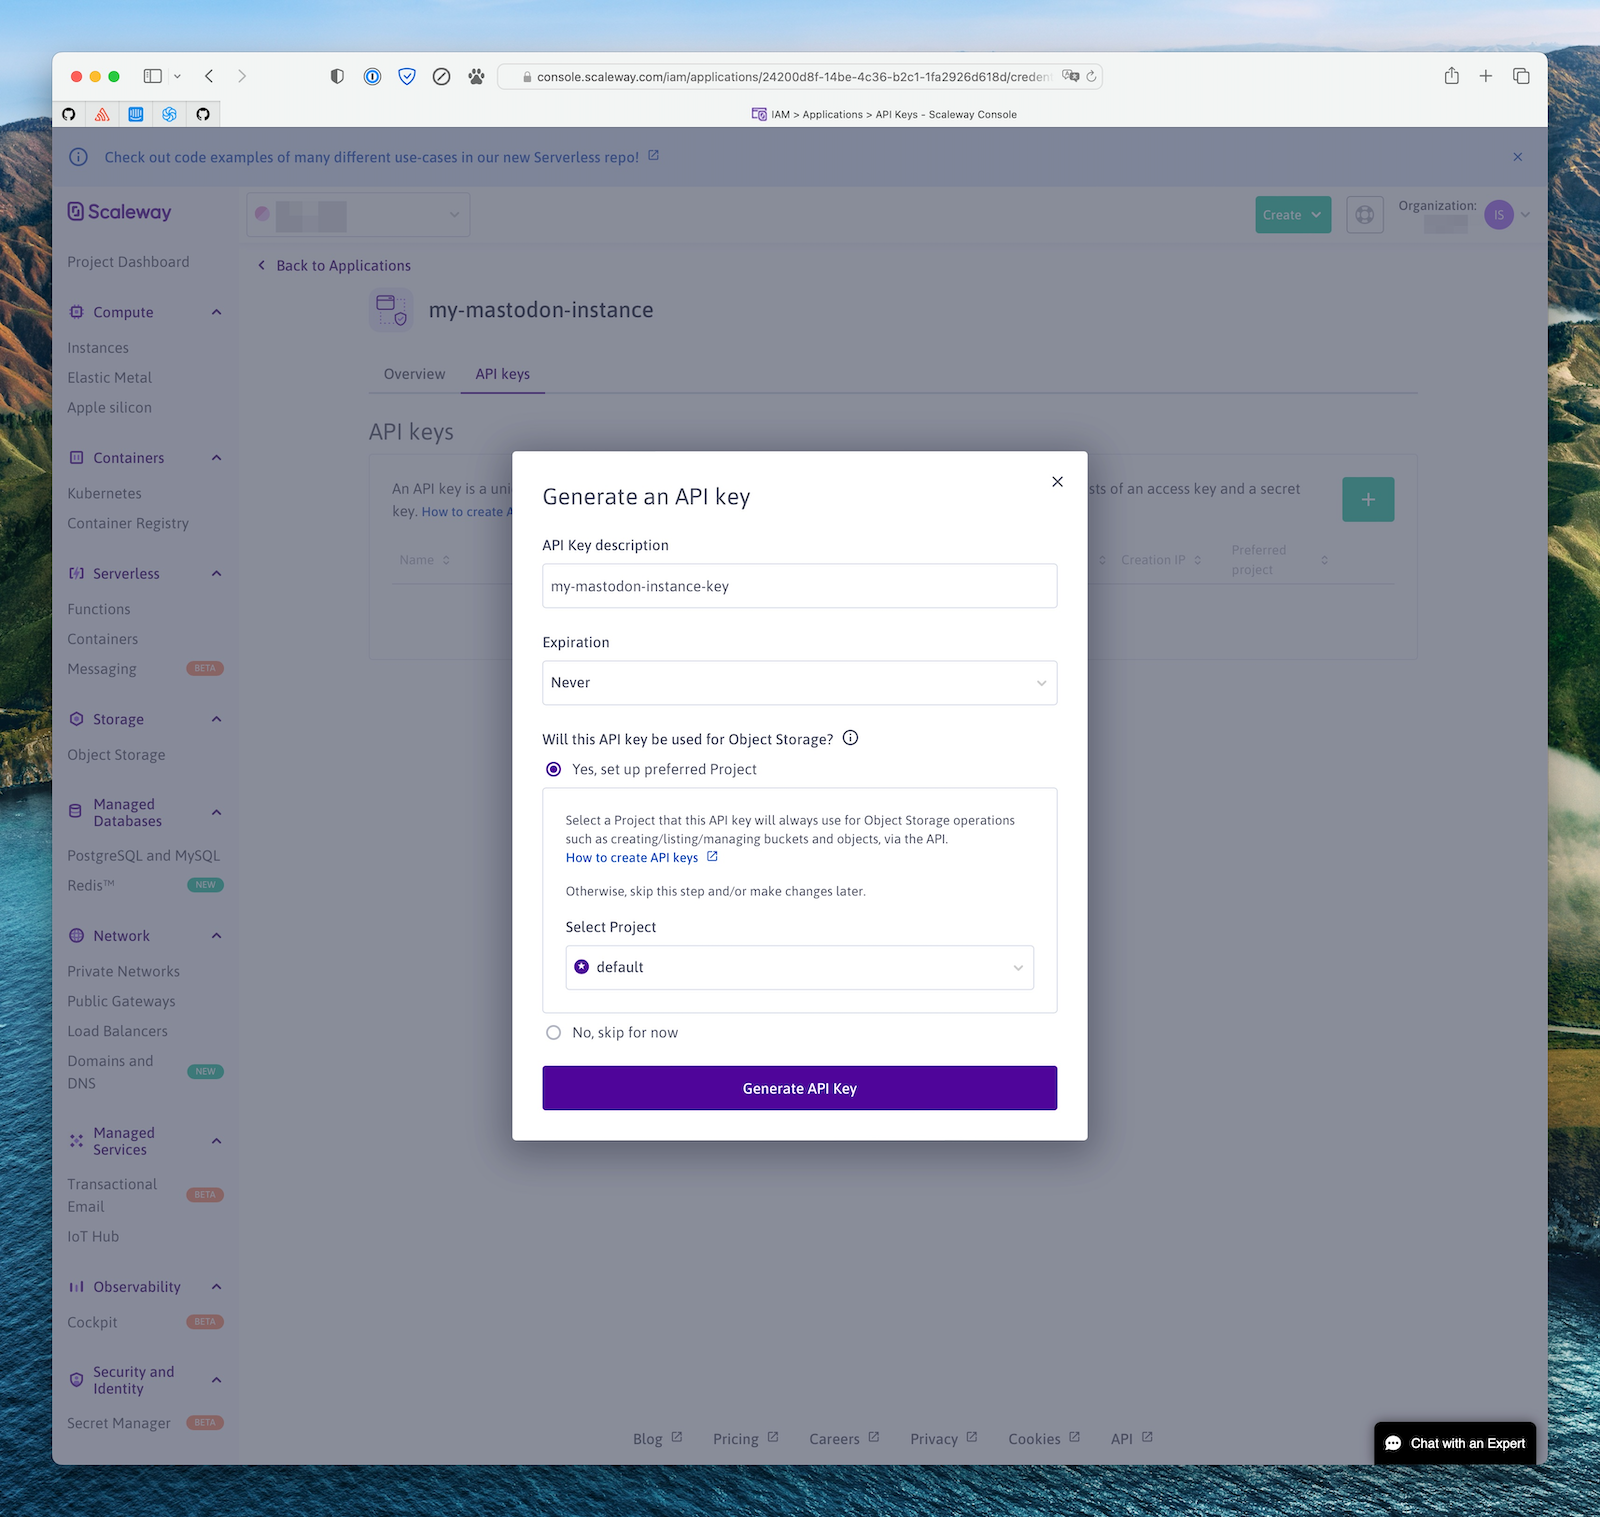 console.scaleway.com/iam/applications/24200d8f-14be-4c36-b2c1-1fa2926d618d/creden
IAM > Applications > API Keys - Scaleway Console
Check out code examples of many different use-cases in our new Serverless repo!
Scaleway
Create
Organization:
IS
Project Dashboard
Compute
Instances
Elastic Metal
Apple silicon
Containers
Kubernetes
Container Registry
Serverless
Functions
Containers
Messaging BETA
Storage
Object Storage
Managed
Databases
PostgreSQL and MySQL
Redis™ NEW
Network
Private Networks
Public Gateways
Load Balancers
Domains and
DNS NEW
Managed
Services
Transactional
Email BETA
IoT Hub
Observability
Cockpit BETA
Security and
Identity
Secret Manager BETA
Back to Applications
my-mastodon-instance
Overview API keys
API keys
An API key is a uni
sts of an access key and a secret
key. How to create A
+
Name
Creation IP
Preferred
project
Generate an API key
API Key description
my-mastodon-instance-key
Expiration
Never
Will this API key be used for Object Storage?
Yes, set up preferred Project
Select a Project that this API key will always use for Object Storage operations
such as creating/listing/managing buckets and objects, via the API.
How to create API keys
Otherwise, skip this step and/or make changes later.
Select Project
default
No, skip for now
Generate API Key
Blog Pricing Careers Privacy Cookies API
Chat with an Expert